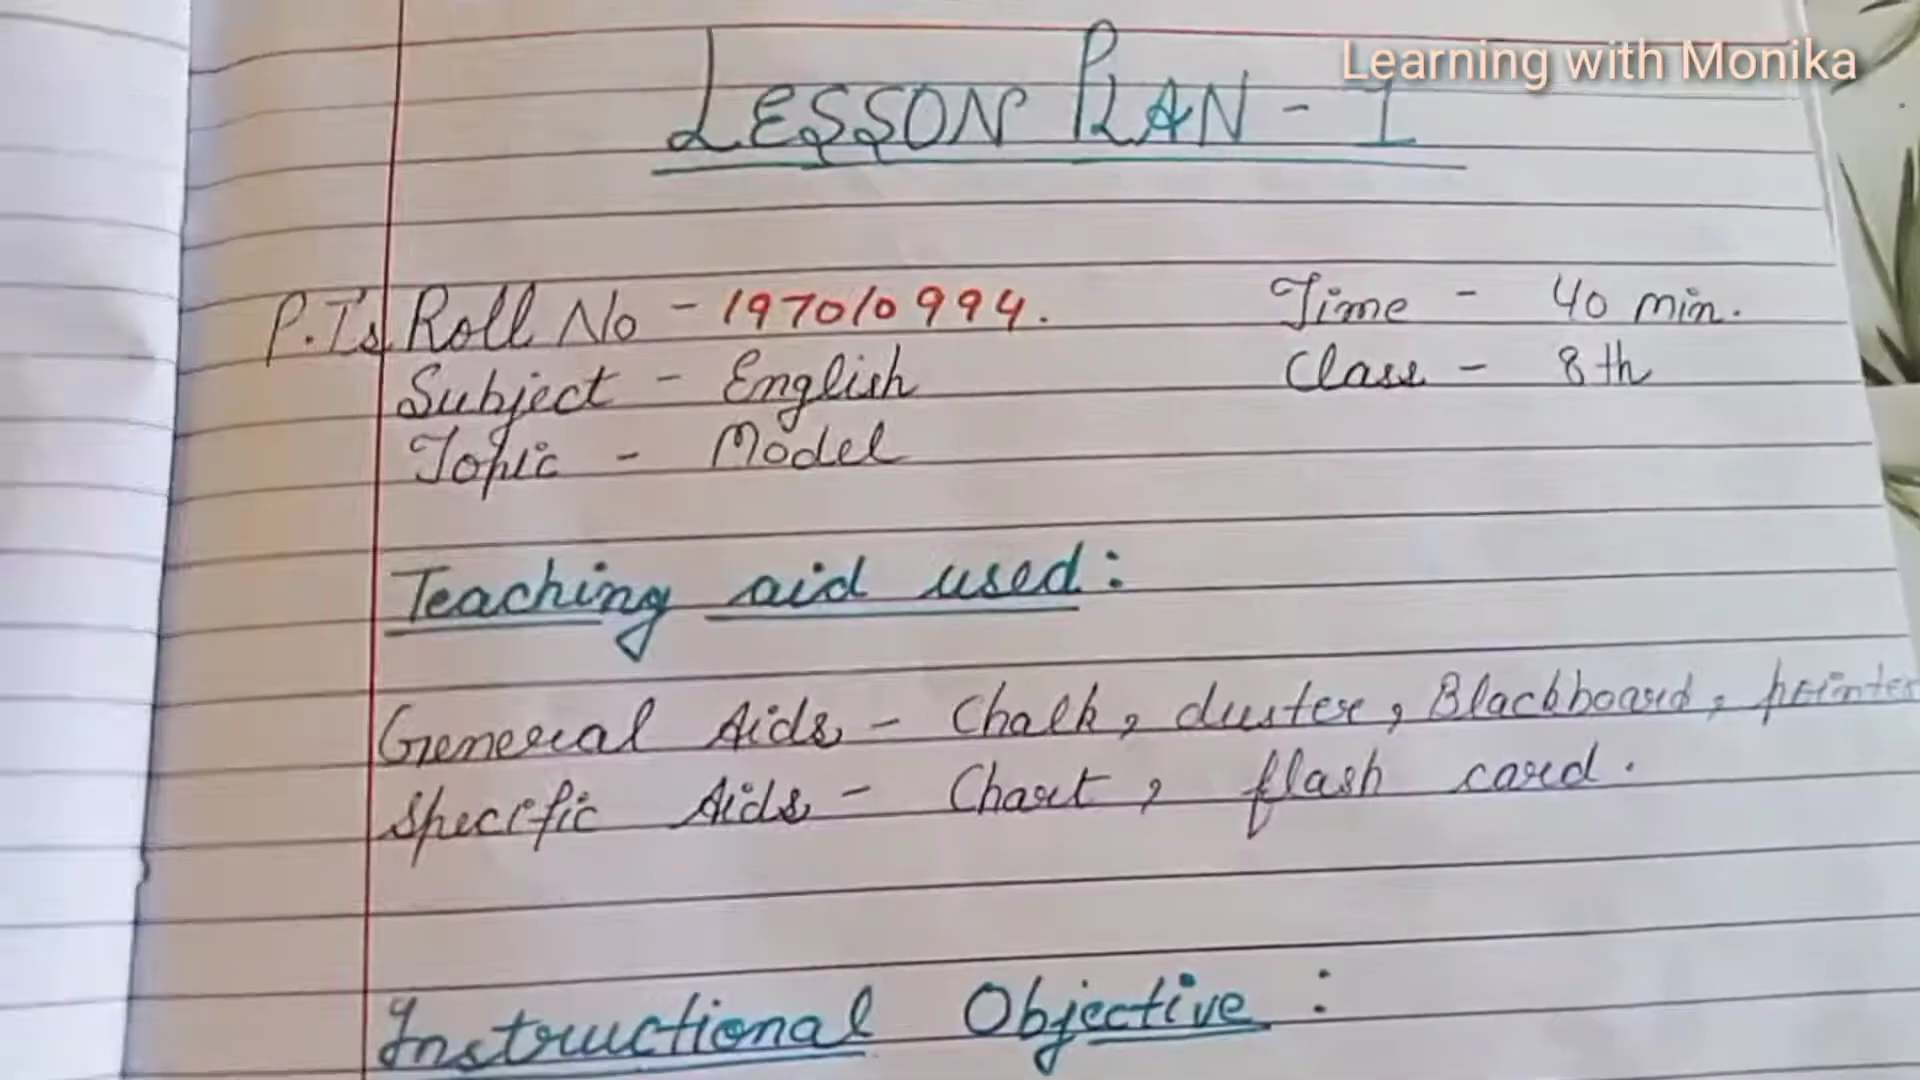 Learning with Monika
LESSON PLAN - 1
P.T's Roll No - 197010994. Time - 40 min.
Subject - English Class - 8th
Topic - Model
Teaching aid used:
General Aids - Chalk, duster, Blackboard, pointer
Specific Aids - Chart, flash card.
Instructional Objective: